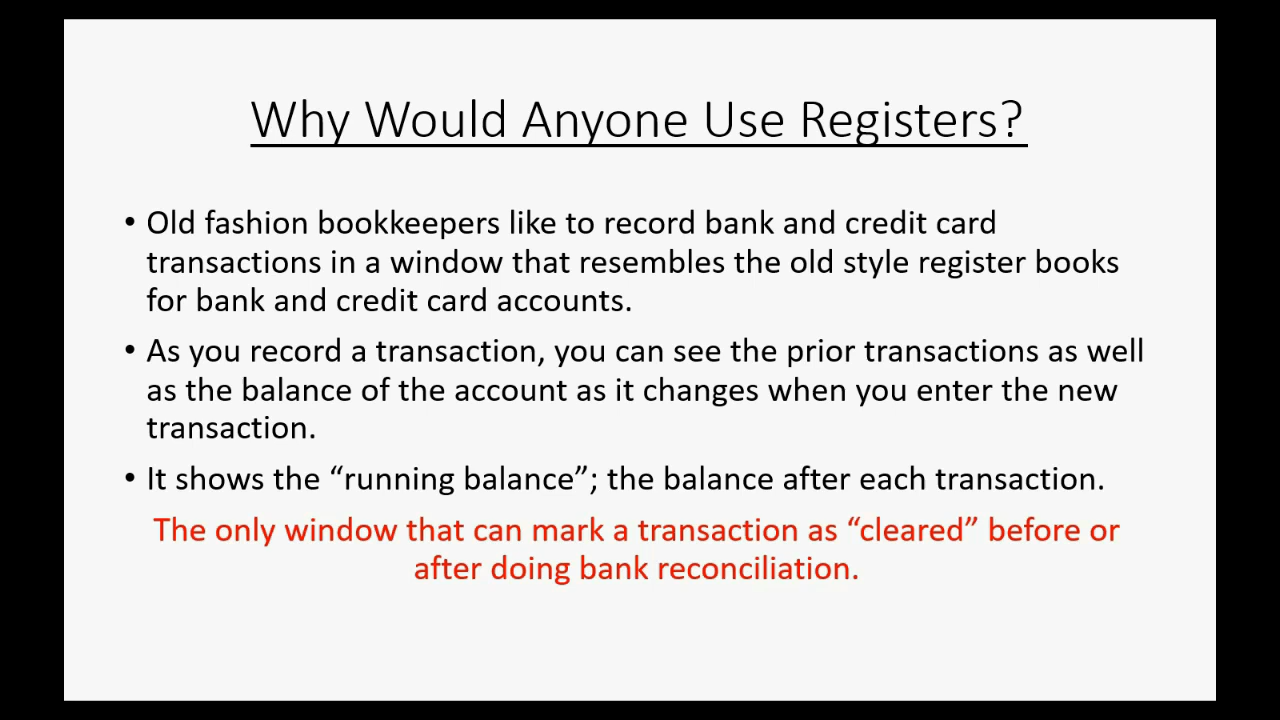 Why Would Anyone Use Registers?
• Old fashion bookkeepers like to record bank and credit card
transactions in a window that resembles the old style register books
for bank and credit card accounts.
• As you record a transaction, you can see the prior transactions as well
as the balance of the account as it changes when you enter the new
transaction.
• It shows the “running balance”; the balance after each transaction.
The only window that can mark a transaction as “cleared” before or
after doing bank reconciliation.